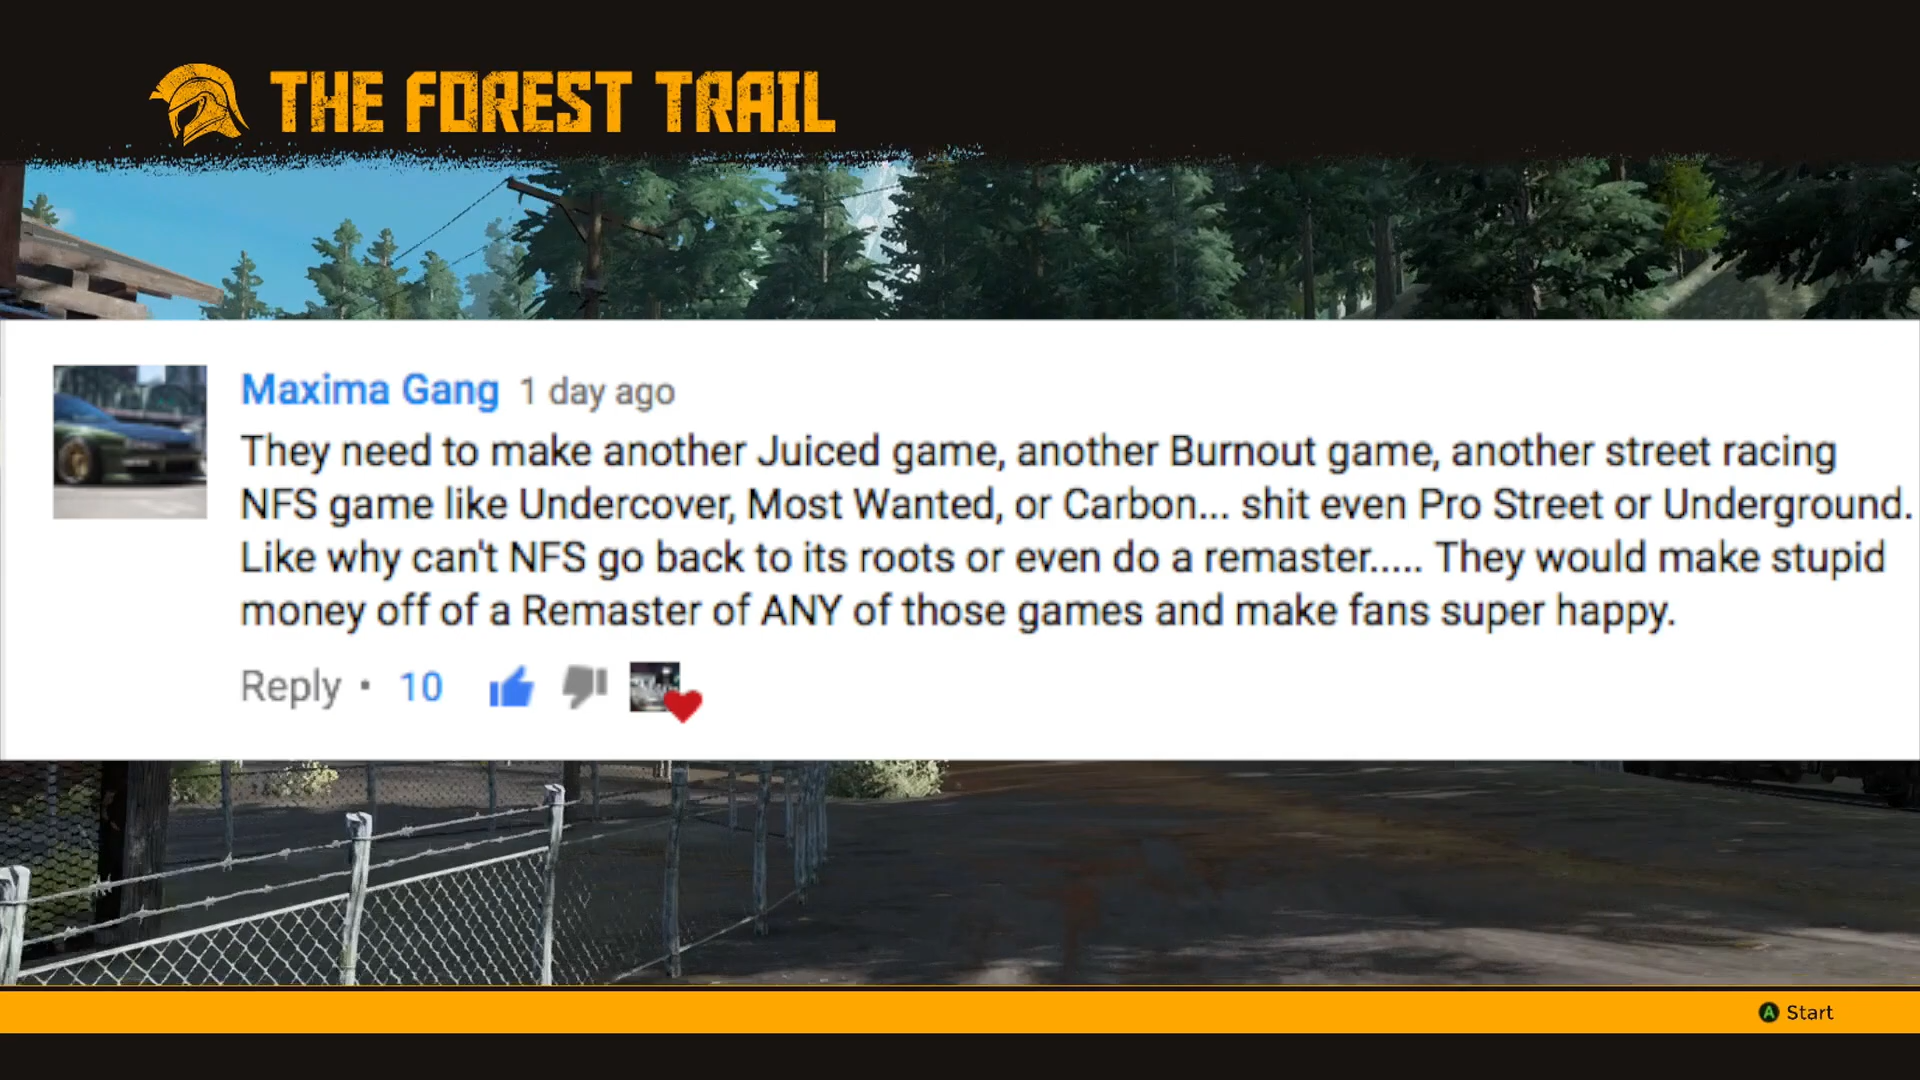 THE FOREST TRAIL
Maxima Gang 1 day ago
They need to make another Juiced game, another Burnout game, another street racing
NFS game like Undercover, Most Wanted, or Carbon... shit even Pro Street or Underground.
Like why can't NFS go back to its roots or even do a remaster..... They would make stupid
money off of a Remaster of ANY of those games and make fans super happy.
Reply • 10
A Start